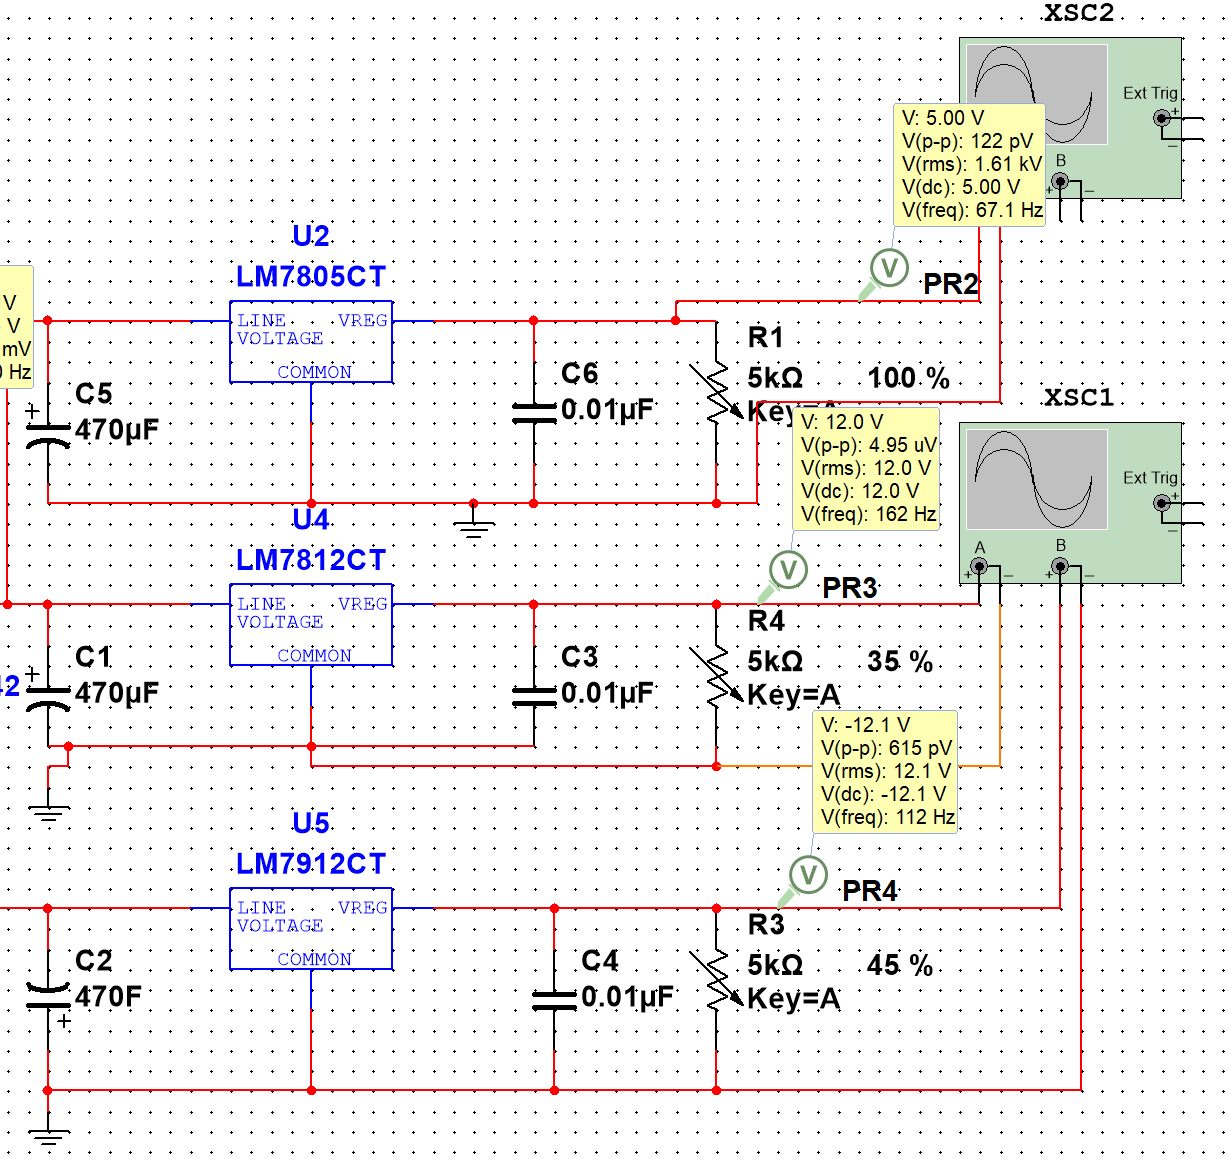 XSC2
Ext Trig
+
−
B
+ −
V: 5.00 V
V(p-p): 122 pV
V(rms): 1.61 kV
V(dc): 5.00 V
V(freq): 67.1 Hz
V
PR2
V
V
mV
Hz
U2
LM7805CT
LINE VREG
VOLTAGE
COMMON
C5
+
470µF
C6
0.01µF
R1
5kΩ 100 %
Key=A
XSC1
Ext Trig
+
−
A B
+ − + −
V: 12.0 V
V(p-p): 4.95 uV
V(rms): 12.0 V
V(dc): 12.0 V
V(freq): 162 Hz
V
PR3
U4
LM7812CT
LINE VREG
VOLTAGE
COMMON
C1
+
470µF
C3
0.01µF
R4
5kΩ 35 %
Key=A
V: -12.1 V
V(p-p): 615 pV
V(rms): 12.1 V
V(dc): -12.1 V
V(freq): 112 Hz
V
PR4
U5
LM7912CT
LINE VREG
VOLTAGE
COMMON
C2
470F
+
C4
0.01µF
R3
5kΩ 45 %
Key=A